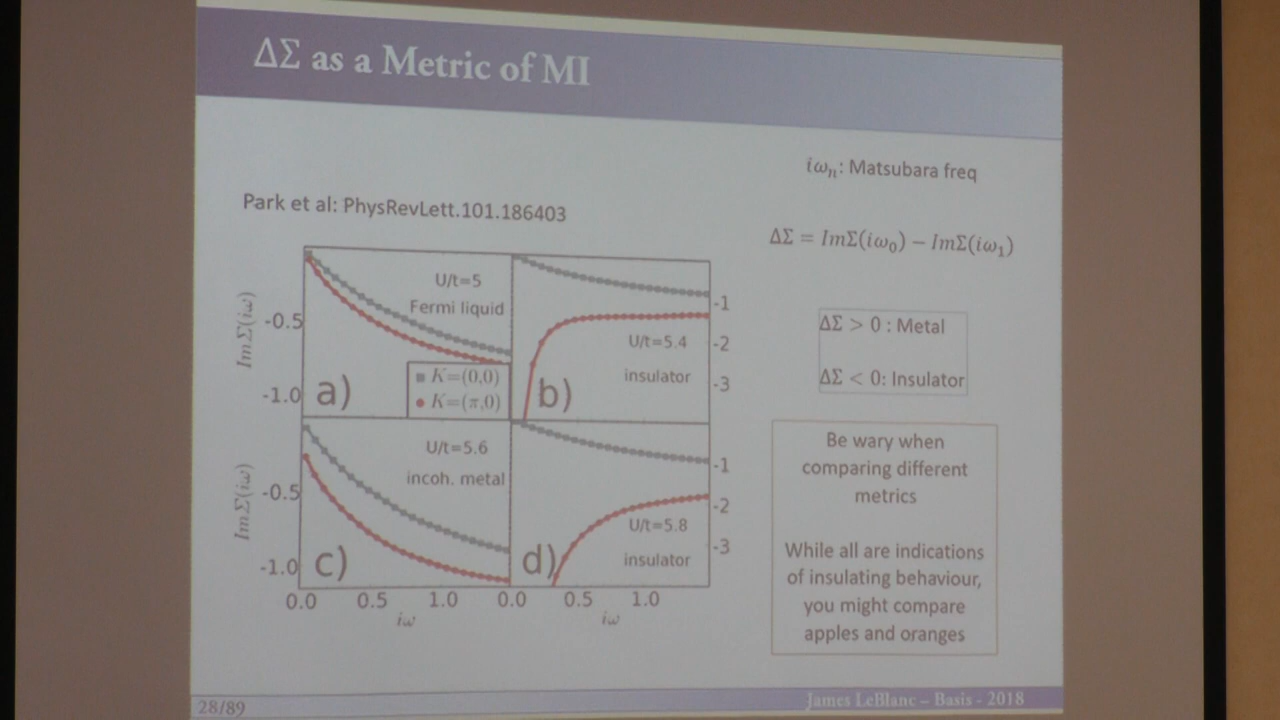 ΔΣ as a Metric of MI
iωₙ: Matsubara freq
Park et al: PhysRevLett.101.186403
ΔΣ = ImΣ(iω₀) − ImΣ(iω₁)
ImΣ(iω)
-0.5
-1.0
U/t=5
Fermi liquid
K=(0,0)
K=(π,0)
a)
U/t=5.4
insulator
b)
-1
-2
-3
ΔΣ > 0 : Metal
ΔΣ < 0: Insulator
ImΣ(iω)
-0.5
-1.0
U/t=5.6
incoh. metal
c)
U/t=5.8
insulator
d)
-1
-2
-3
0.0 0.5 1.0 0.0 0.5 1.0
iω iω
Be wary when
comparing different
metrics
While all are indications
of insulating behaviour,
you might compare
apples and oranges
28/89
James LeBlanc – Basis - 2018